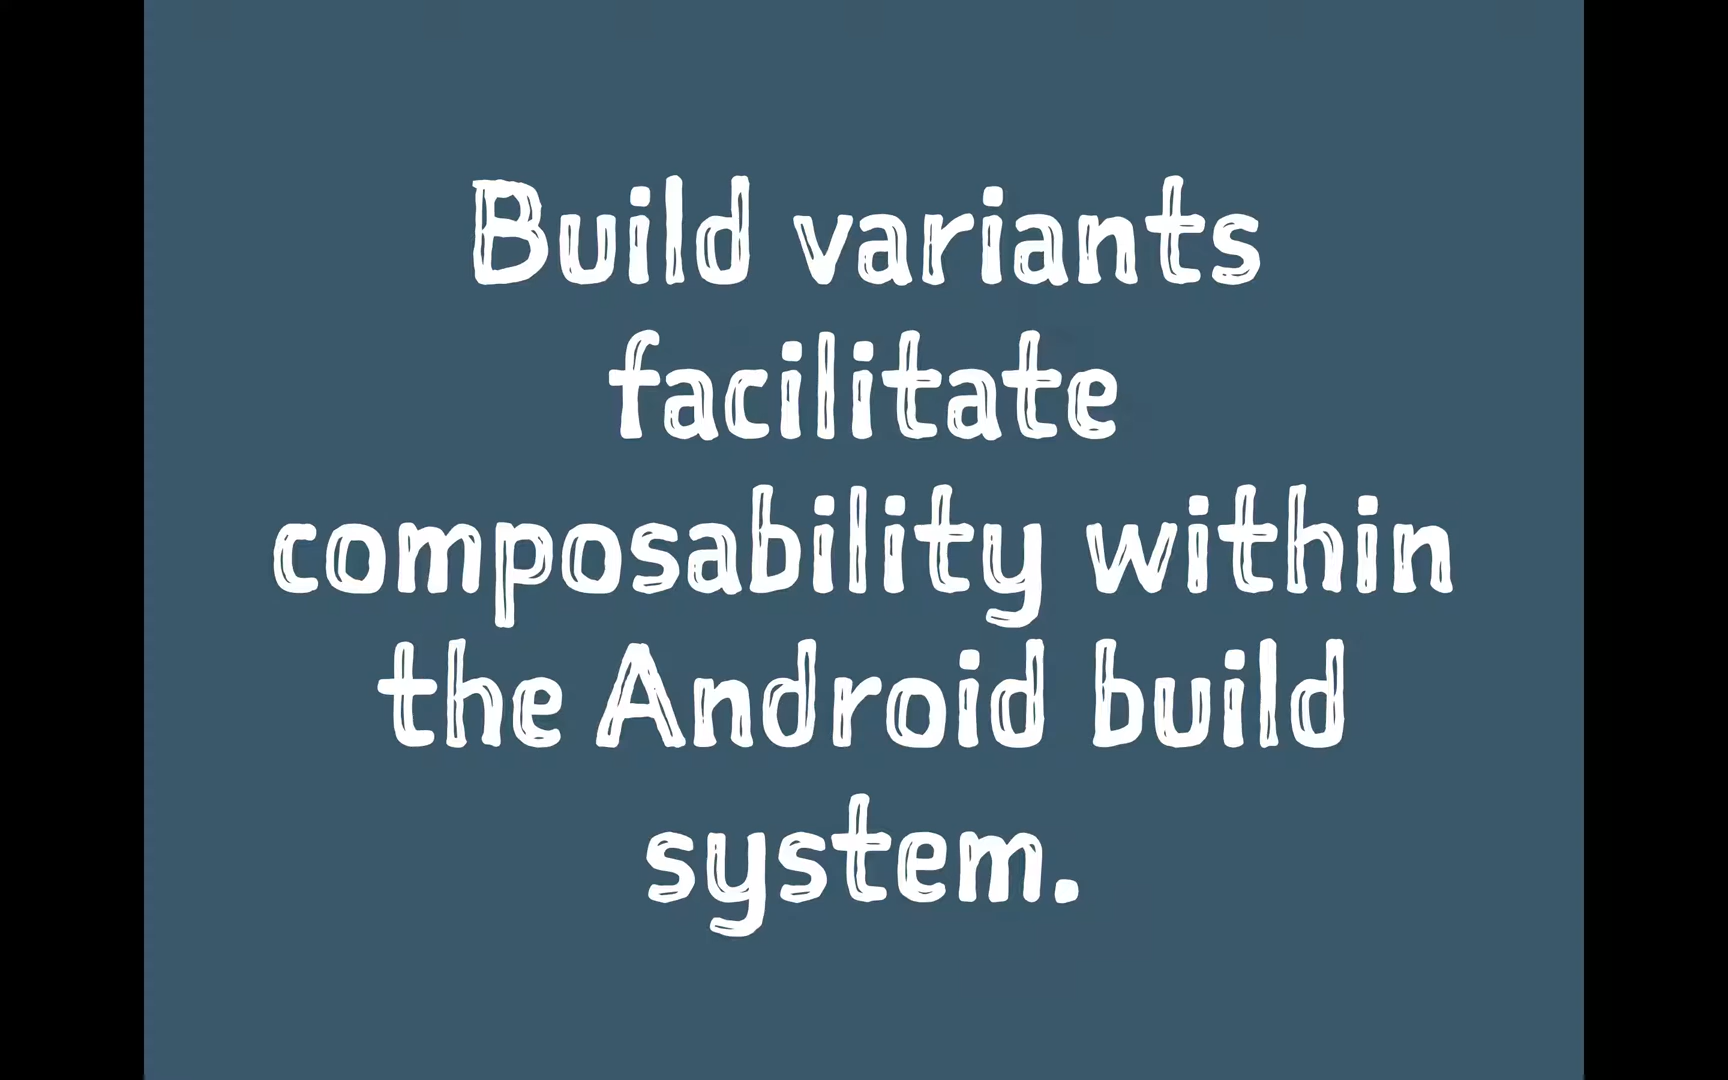 Build variants
facilitate
composability within
the Android build
system.